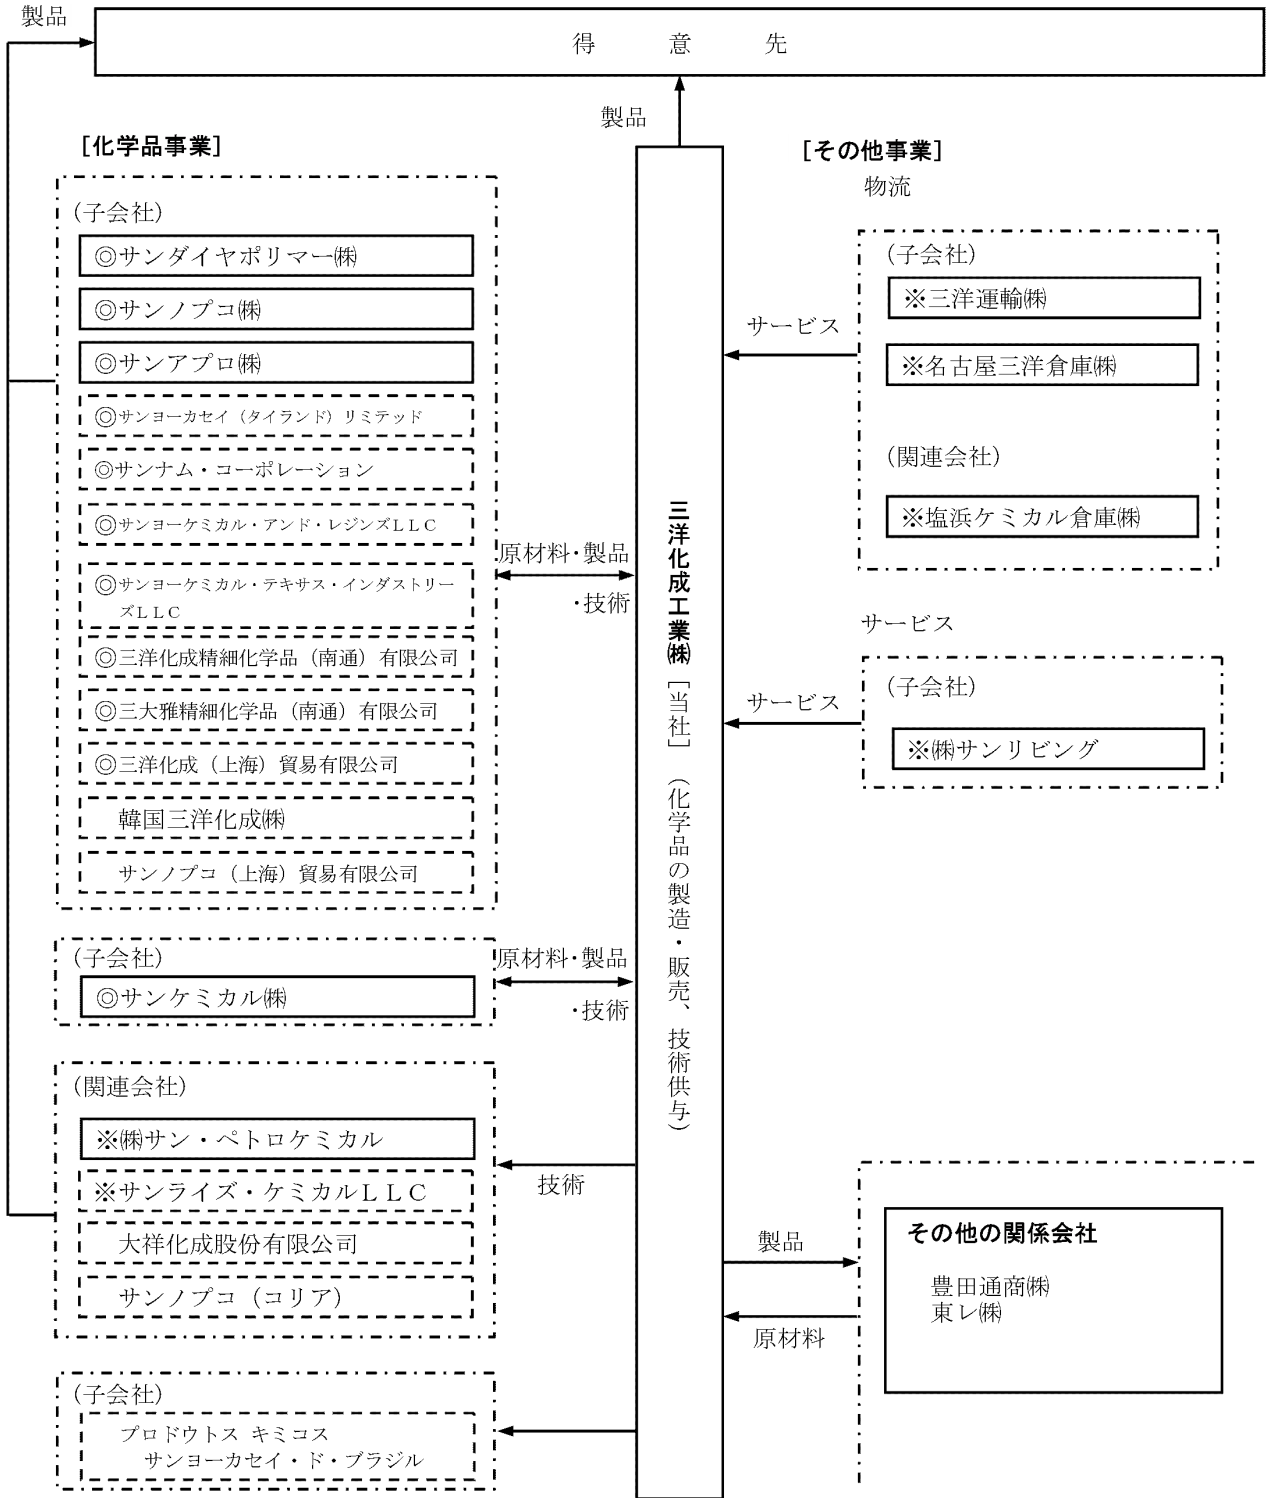 製品
得意先
製品
［化学品事業］
(子会社)
◎サンダイヤポリマー㈱
◎サンノプコ㈱
◎サンアプロ㈱
◎サンヨーカセイ（タイランド）リミテッド
◎サンナム・コーポレーション
◎サンヨーケミカル・アンド・レジンズＬＬＣ
◎サンヨーケミカル・テキサス・インダストリー
ズＬＬＣ
◎三洋化成精細化学品（南通）有限公司
◎三大雅精細化学品（南通）有限公司
◎三洋化成（上海）貿易有限公司
韓国三洋化成㈱
サンノプコ（上海）貿易有限公司
原材料・製品
・技術
(子会社)
◎サンケミカル㈱
原材料・製品
・技術
(関連会社)
※㈱サン・ペトロケミカル
※サンライズ・ケミカルＬＬＣ
大祥化成股份有限公司
サンノプコ（コリア）
技術
(子会社)
プロドウトス キミコス
サンヨーカセイ・ド・ブラジル
三洋化成工業㈱［当社］（化学品の製造・販売、技術供与）
［その他事業］
物流
(子会社)
※三洋運輸㈱
※名古屋三洋倉庫㈱
(関連会社)
※塩浜ケミカル倉庫㈱
サービス
サービス
(子会社)
※㈱サンリビング
サービス
その他の関係会社
豊田通商㈱
東レ㈱
製品
原材料